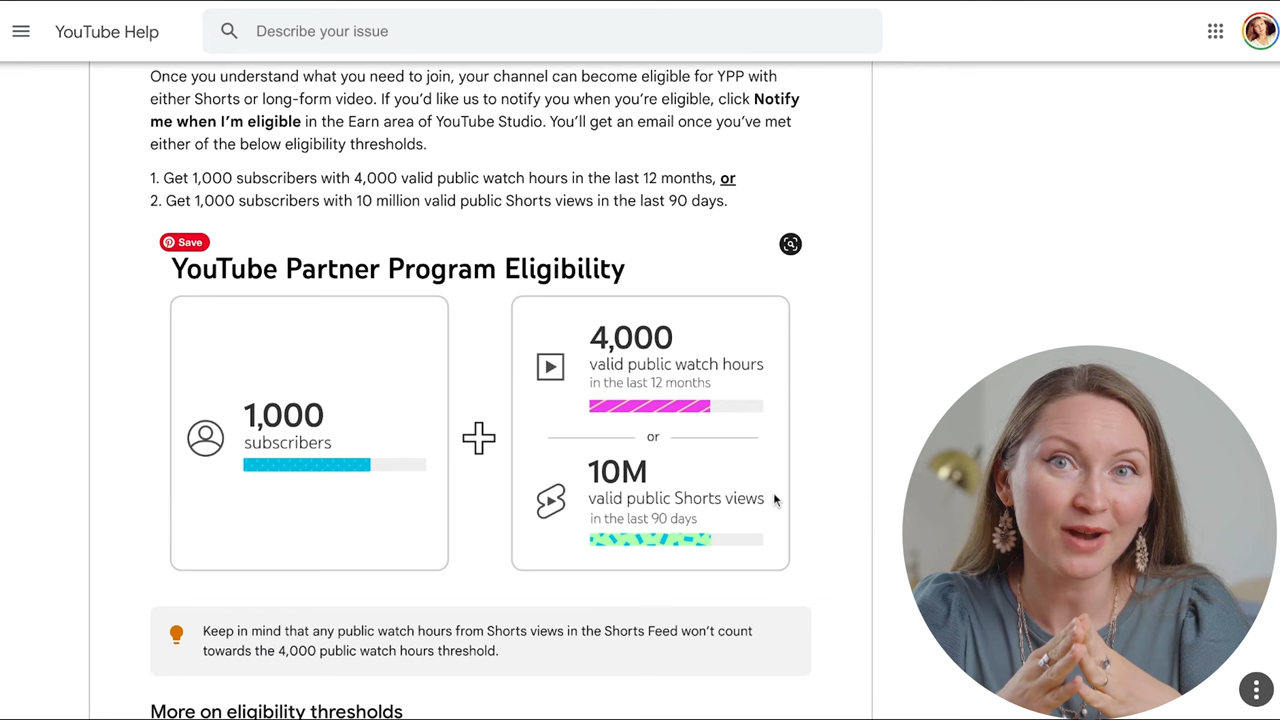 YouTube Help
Describe your issue
Once you understand what you need to join, your channel can become eligible for YPP with
either Shorts or long-form video. If you’d like us to notify you when you’re eligible, click Notify
me when I’m eligible in the Earn area of YouTube Studio. You’ll get an email once you’ve met
either of the below eligibility thresholds.
1. Get 1,000 subscribers with 4,000 valid public watch hours in the last 12 months, or
2. Get 1,000 subscribers with 10 million valid public Shorts views in the last 90 days.
Save
YouTube Partner Program Eligibility
1,000
subscribers
4,000
valid public watch hours
in the last 12 months
or
10M
valid public Shorts views
in the last 90 days
Keep in mind that any public watch hours from Shorts views in the Shorts Feed won’t count
towards the 4,000 public watch hours threshold.
More on eligibility thresholds